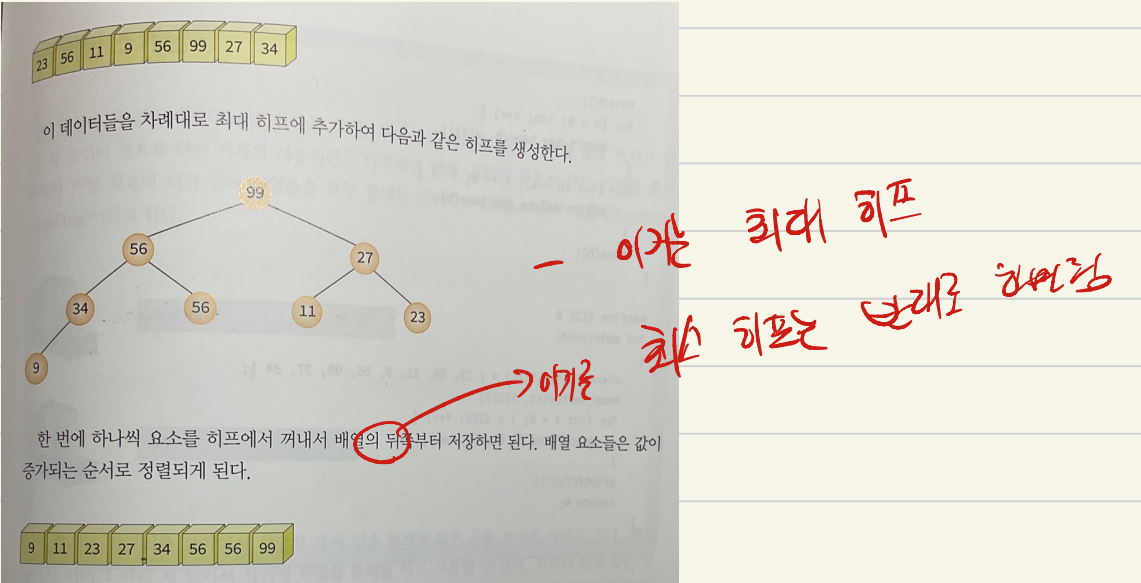 23 56 11 9 56 99 27 34
이 데이터들을 차례대로 최대 히프에 추가하여 다음과 같은 히프를 생성한다.
99
56 27
34 56 11 23
9
- 이거는 최대 히프
최소 히프는 반대로 하면됨
→ 여기를
한 번에 하나씩 요소를 히프에서 꺼내서 배열의 뒤쪽부터 저장하면 된다. 배열 요소들은 값이
증가되는 순서로 정렬되게 된다.
9 11 23 27 34 56 56 99